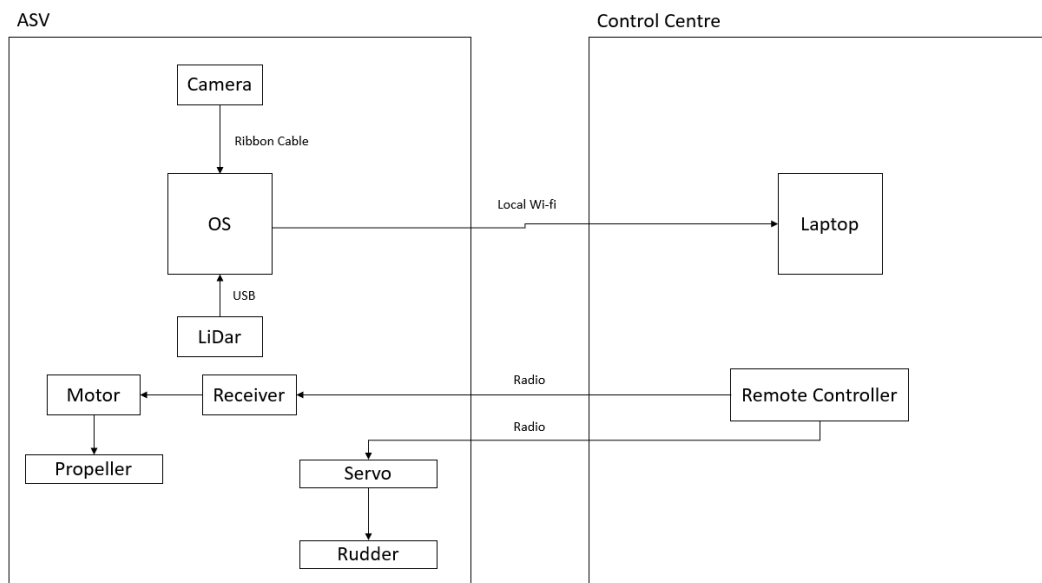 ASV
Control Centre
Camera
Ribbon Cable
OS
Local Wi-fi
Laptop
USB
LiDar
Motor
Receiver
Radio
Remote Controller
Radio
Propeller
Servo
Rudder